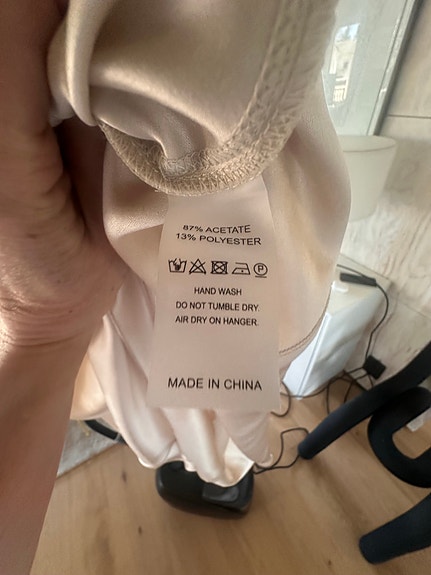 87% ACETATE
13% POLYESTER
P
HAND WASH
DO NOT TUMBLE DRY.
AIR DRY ON HANGER.
MADE IN CHINA